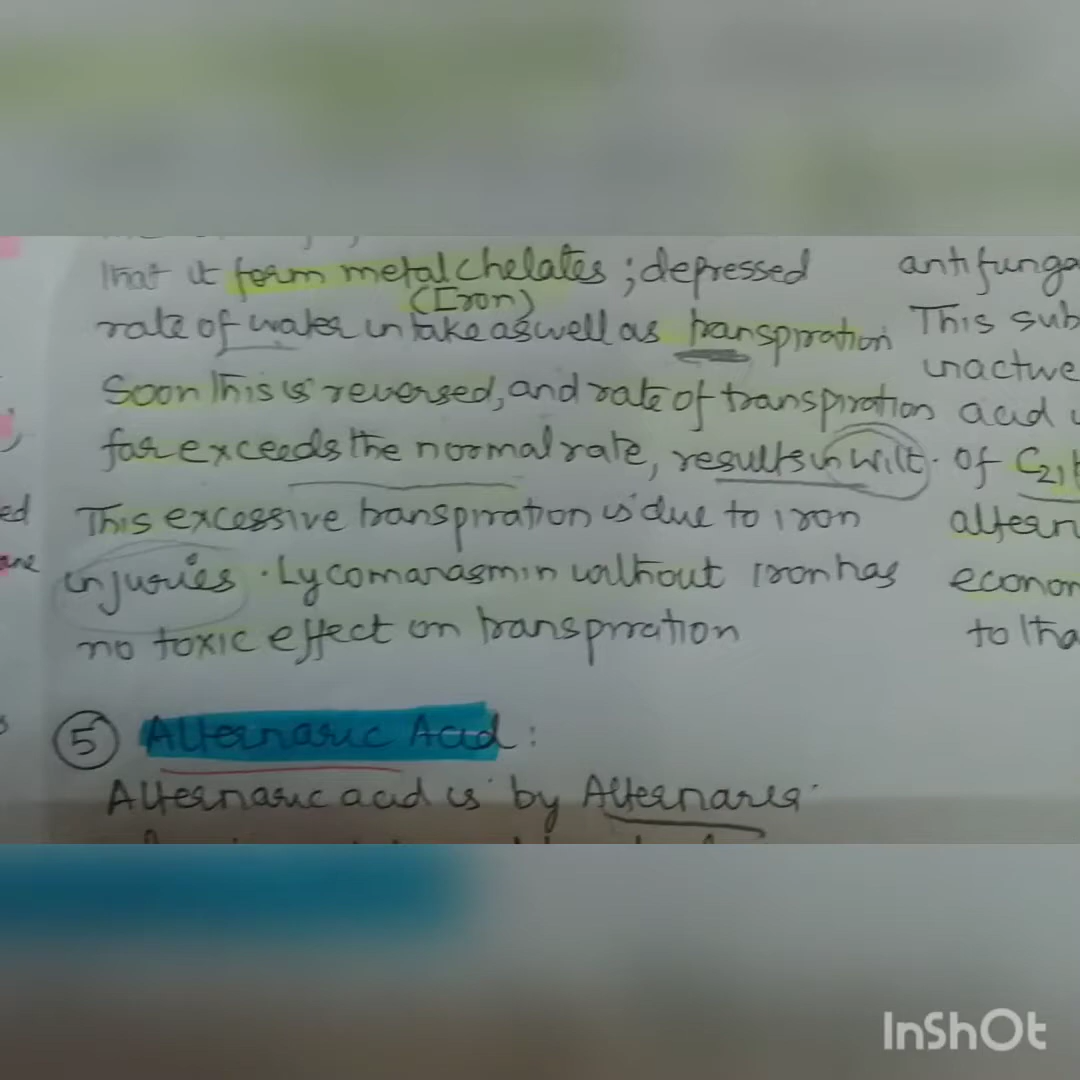 that it form metal chelates ; depressed
(Iron)
rate of water intake as well as transpiration
Soon this is reversed, and rate of transpiration
far exceeds the normal rate, results in wilt.
This excessive transpiration is due to iron
injuries. Lycomarasmin without iron has
no toxic effect on transpiration
5 Alternaric Acid :
Alternaric acid is by Alternaria
antifunga
This sub
inactive
acid
of C21
altern
econom
to tha
ed
are
InShOt